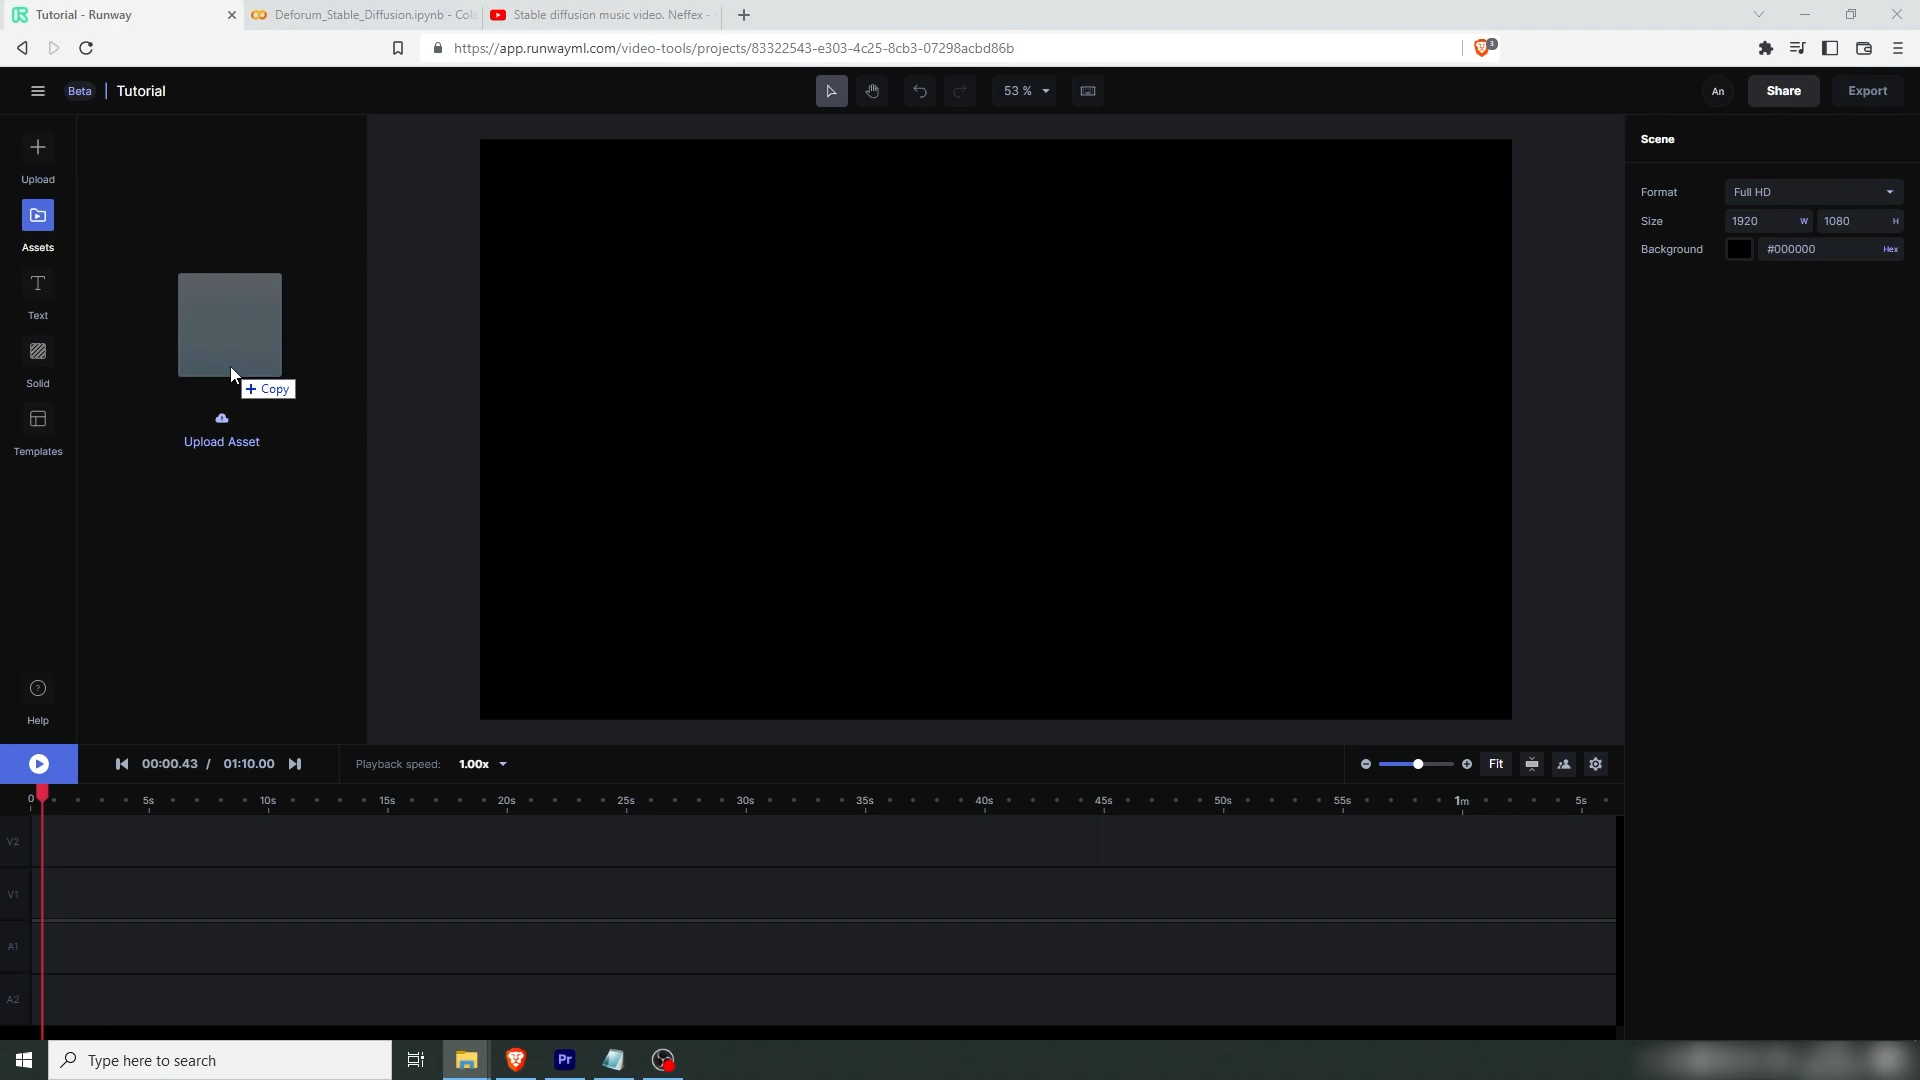 Tutorial - Runway
Deforum_Stable_Diffusion.ipynb - Col
Stable diffusion music video. Neffex -
https://app.runwayml.com/video-tools/projects/83322543-e303-4c25-8cb3-07298acbd86b
3
Beta
Tutorial
53 %
An
Share
Export
Upload
Assets
Text
Solid
Templates
Help
+ Copy
Upload Asset
Scene
Format
Full HD
Size
1920
W
1080
H
Background
#000000
Hex
00:00.43 / 01:10.00
Playback speed:
1.00x
Fit
0
5s
10s
15s
20s
25s
30s
35s
40s
45s
50s
55s
1m
5s
V2
V1
A1
A2
Type here to search
Pr